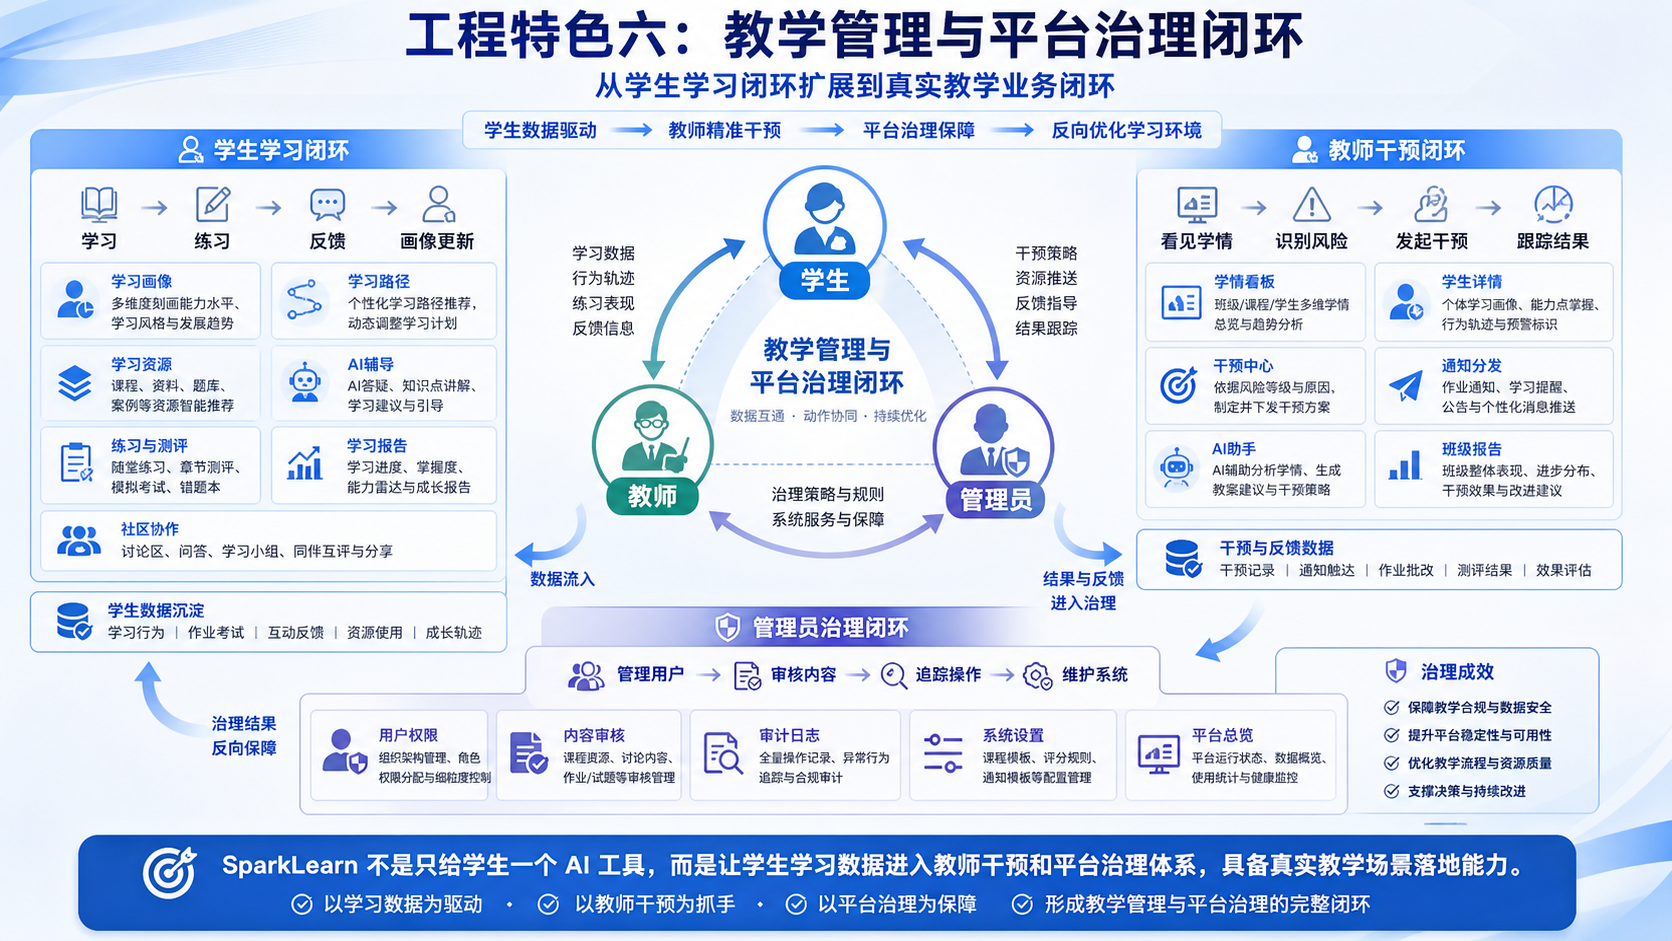 工程特色六：教学管理与平台治理闭环
从学生学习闭环扩展到真实教学业务闭环
学生数据驱动 教师精准干预 平台治理保障 反向优化学习环境
学生学习闭环
学习 练习 反馈 画像更新
学习画像
多维度刻画能力水平、
学习风格与发展趋势
学习路径
个性化学习路径推荐，
动态调整学习计划
学习资源
课程、资料、题库、
案例等资源智能推荐
AI辅导
AI答疑、知识点讲解、
学习建议与引导
练习与测评
随堂练习、章节测评、
模拟考试、错题本
学习报告
学习进度、掌握度、
能力雷达与成长报告
社区协作
讨论区、问答、学习小组、同伴互评与分享
学生数据沉淀
学习行为 | 作业考试 | 互动反馈 | 资源使用 | 成长轨迹
学习数据
行为轨迹
练习表现
反馈信息
学生
干预策略
资源推送
反馈指导
结果跟踪
教学管理与
平台治理闭环
数据互通 · 动作协同 · 持续优化
教师
管理员
治理策略与规则
系统服务与保障
数据流入
结果与反馈
进入治理
教师干预闭环
看见学情 识别风险 发起干预 跟踪结果
学情看板
班级/课程/学生多维学情
总览与趋势分析
学生详情
个体学习画像、能力点掌握、
行为轨迹与预警标识
干预中心
依据风险等级与原因、
制定并下发干预方案
通知分发
作业通知、学习提醒、
公告与个性化消息推送
AI助手
AI辅助分析学情、生成
教案建议与干预策略
班级报告
班级整体表现、进步分布、
干预效果与改进建议
干预与反馈数据
干预记录 | 通知触达 | 作业批改 | 测评结果 | 效果评估
治理结果
反向保障
管理员治理闭环
管理用户 审核内容 追踪操作 维护系统
用户权限
组织架构管理、角色
权限分配与细粒度控制
内容审核
课程资源、讨论内容、
作业/试题等审核管理
审计日志
全量操作记录、异常行为
追踪与合规审计
系统设置
课程模板、评分规则、
通知模板等配置管理
平台总览
平台运行状态、数据概览、
使用统计与健康监控
治理成效
保障教学合规与数据安全
提升平台稳定性与可用性
优化教学流程与资源质量
支撑决策与持续改进
SparkLearn 不是只给学生一个 AI 工具，而是让学生学习数据进入教师干预和平台治理体系，具备真实教学场景落地能力。
以学习数据为驱动 · 以教师干预为抓手 · 以平台治理为保障 形成教学管理与平台治理的完整闭环